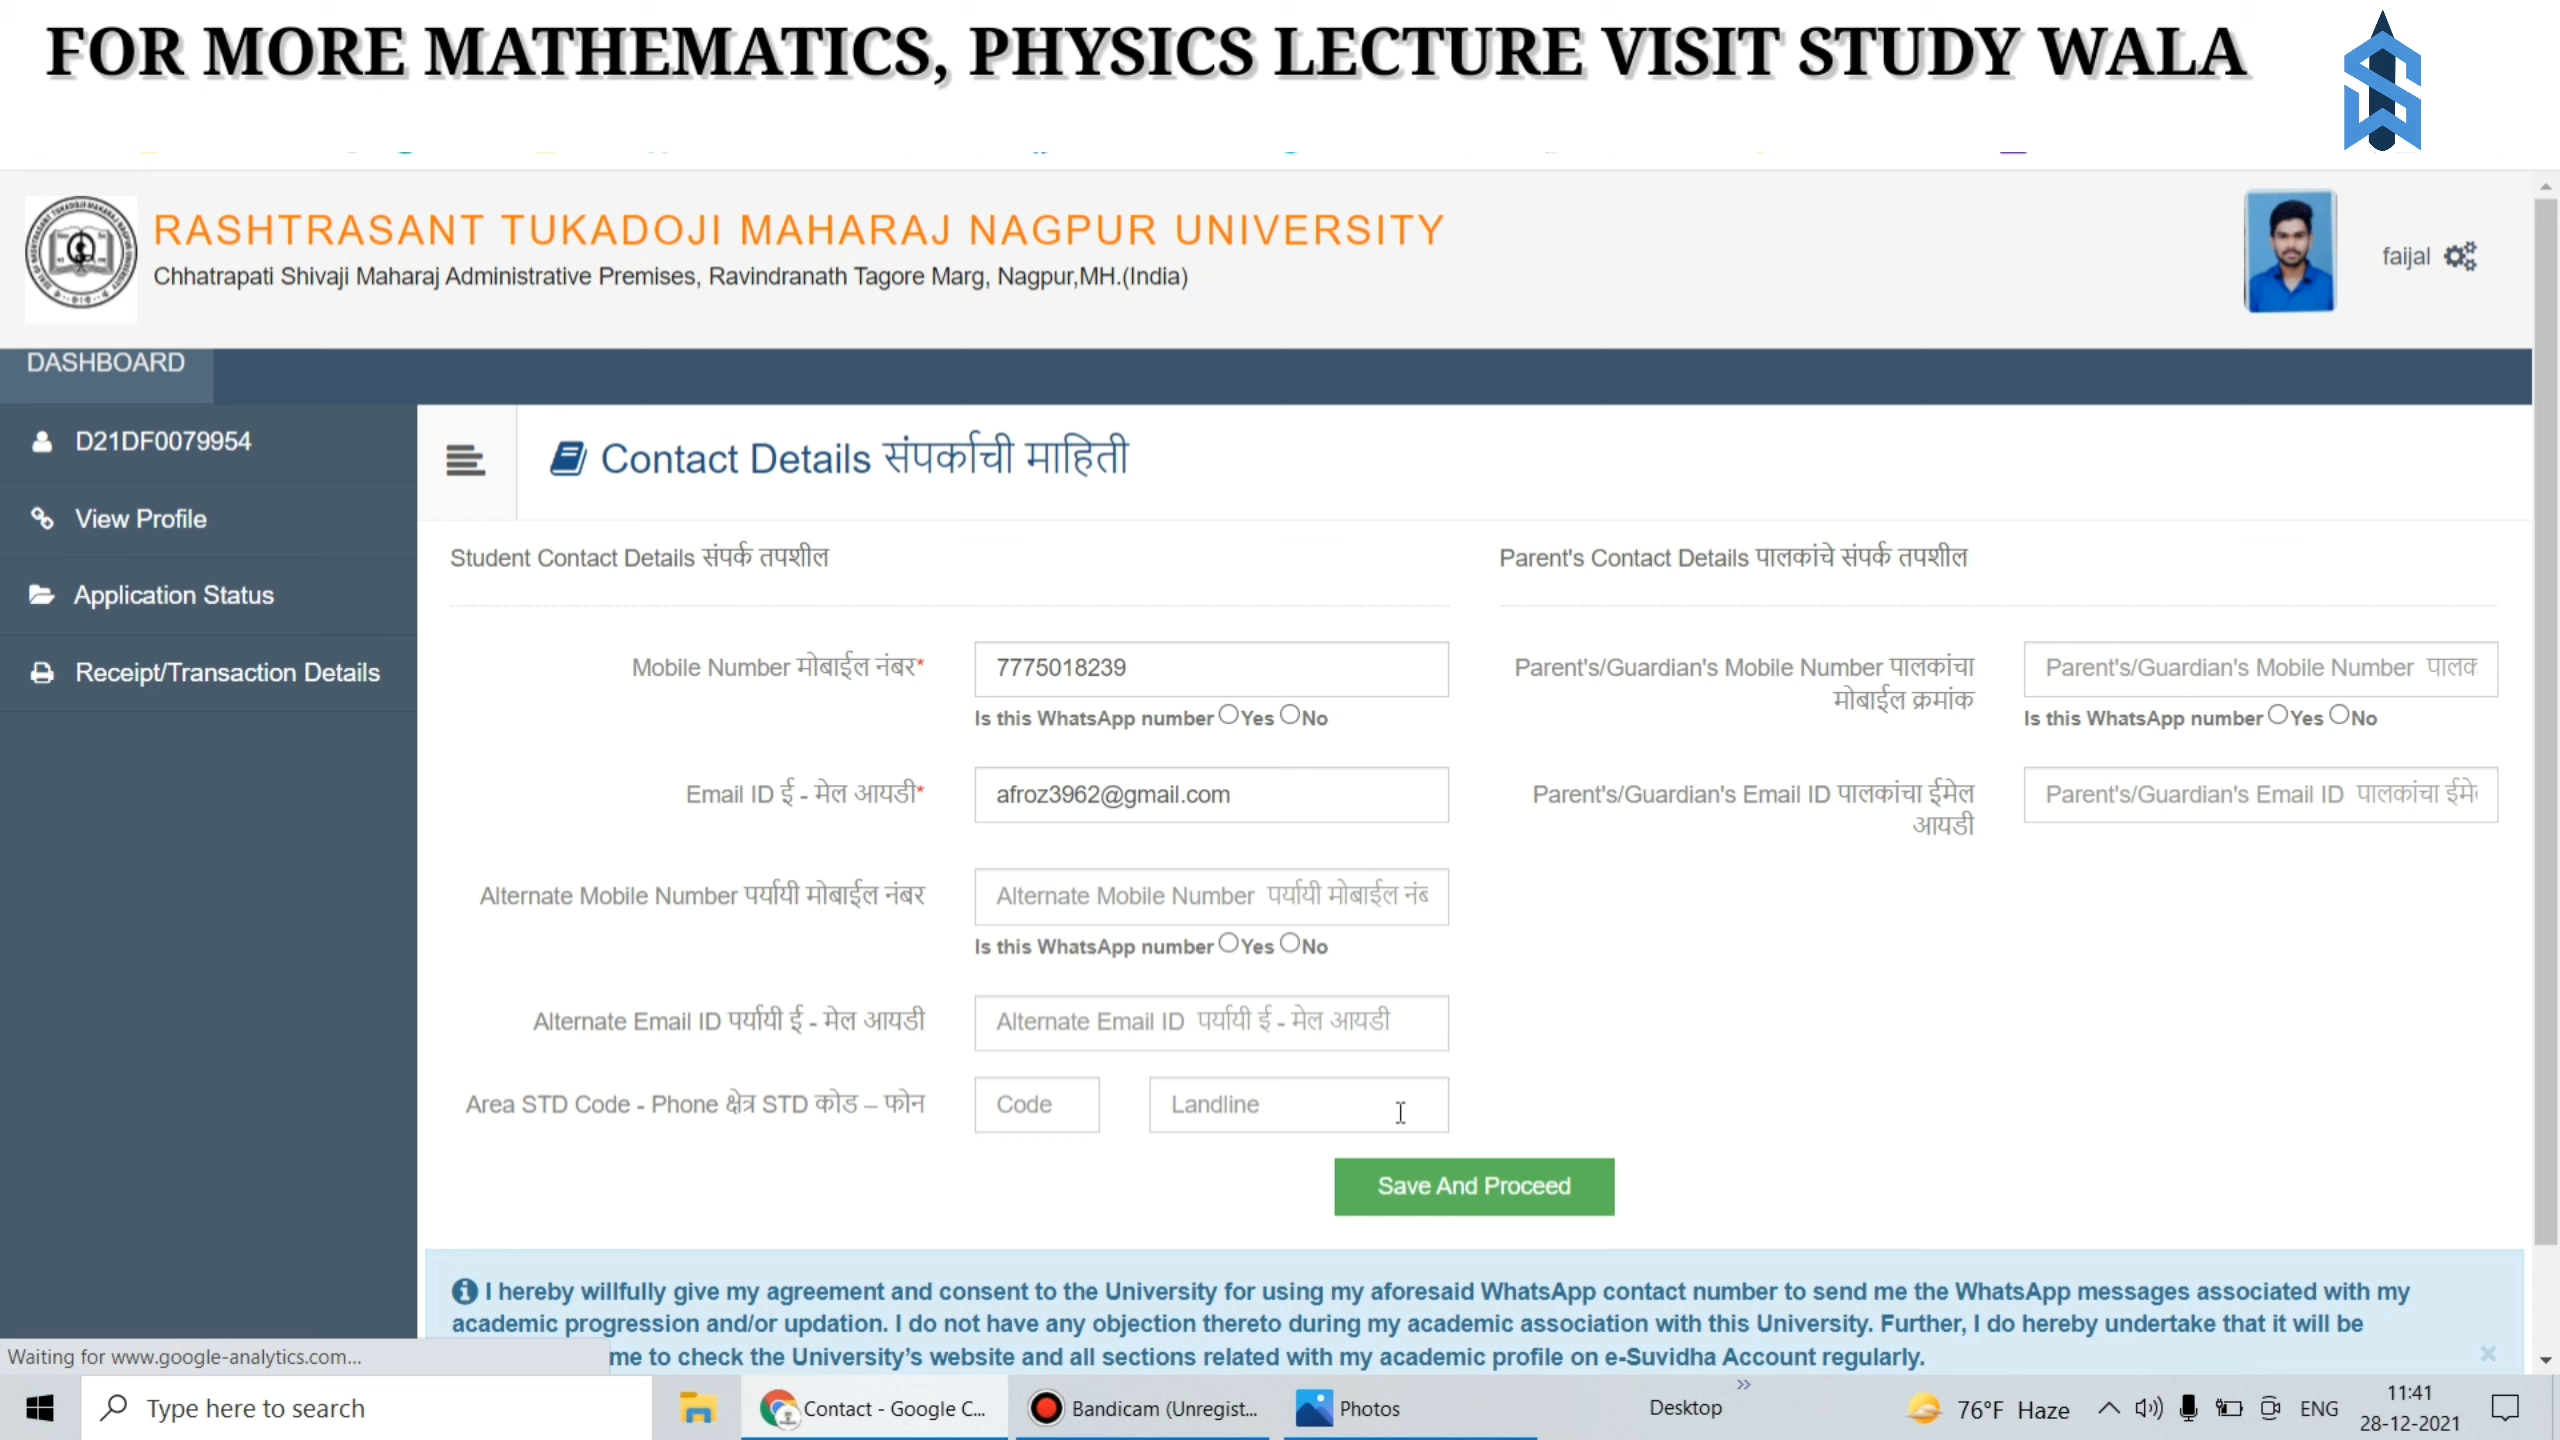 FOR MORE MATHEMATICS, PHYSICS LECTURE VISIT STUDY WALA
RASHTRASANT TUKADOJI MAHARAJ NAGPUR UNIVERSITY
Chhatrapati Shivaji Maharaj Administrative Premises, Ravindranath Tagore Marg, Nagpur,MH.(India)
faijal
DASHBOARD
D21DF0079954
View Profile
Application Status
Receipt/Transaction Details
Contact Details संपर्काची माहिती
Student Contact Details संपर्क तपशील
Mobile Number मोबाईल नंबर*
7775018239
Is this WhatsApp number Yes No
Email ID ई - मेल आयडी*
afroz3962@gmail.com
Alternate Mobile Number पर्यायी मोबाईल नंबर
Alternate Mobile Number पर्यायी मोबाईल नंब
Is this WhatsApp number Yes No
Alternate Email ID पर्यायी ई - मेल आयडी
Alternate Email ID पर्यायी ई - मेल आयडी
Area STD Code - Phone क्षेत्र STD कोड – फोन
Code
Landline
Parent's Contact Details पालकांचे संपर्क तपशील
Parent's/Guardian's Mobile Number पालकांचा
मोबाईल क्रमांक
Parent's/Guardian's Mobile Number पालक
Is this WhatsApp number Yes No
Parent's/Guardian's Email ID पालकांचा ईमेल
आयडी
Parent's/Guardian's Email ID पालकांचा ईमे
Save And Proceed
I hereby willfully give my agreement and consent to the University for using my aforesaid WhatsApp contact number to send me the WhatsApp messages associated with my
academic progression and/or updation. I do not have any objection thereto during my academic association with this University. Further, I do hereby undertake that it will be
me to check the University’s website and all sections related with my academic profile on e-Suvidha Account regularly.
×
Waiting for www.google-analytics.com...
Type here to search
Contact - Google C...
Bandicam (Unregist...
Photos
Desktop
76°F Haze
ENG
11:41
28-12-2021